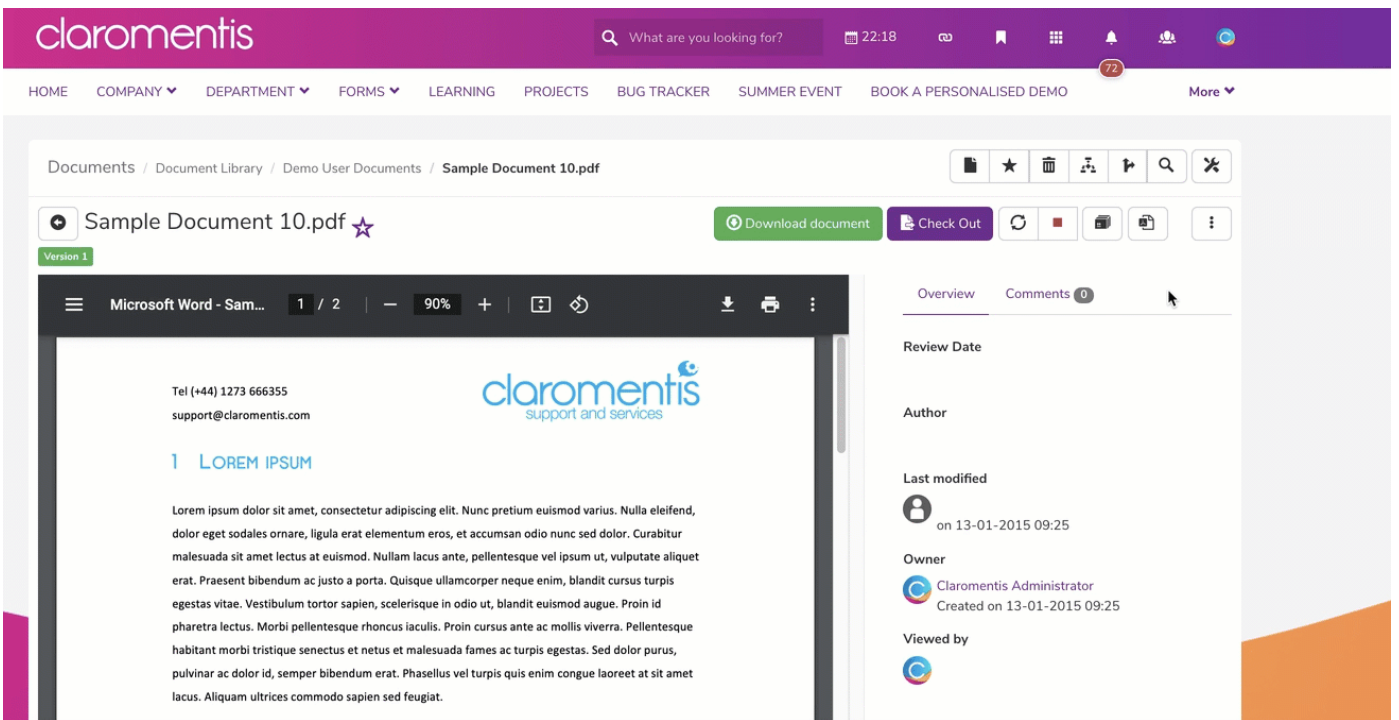 claromentis
What are you looking for?
22:18
72
HOME COMPANY DEPARTMENT FORMS LEARNING PROJECTS BUG TRACKER SUMMER EVENT BOOK A PERSONALISED DEMO More
Documents / Document Library / Demo User Documents / Sample Document 10.pdf
Sample Document 10.pdf
Download document Check Out
Version 1
Microsoft Word - Sam... 1 / 2 90%
Overview Comments 0
Review Date
Tel (+44) 1273 666355
support@claromentis.com
claromentis
support and services
1 LOREM IPSUM
Lorem ipsum dolor sit amet, consectetur adipiscing elit. Nunc pretium euismod varius. Nulla eleifend,
dolor eget sodales ornare, ligula erat elementum eros, et accumsan odio nunc sed dolor. Curabitur
malesuada sit amet lectus at euismod. Nullam lacus ante, pellentesque vel ipsum ut, vulputate aliquet
erat. Praesent bibendum ac justo a porta. Quisque ullamcorper neque enim, blandit cursus turpis
egestas vitae. Vestibulum tortor sapien, scelerisque in odio ut, blandit euismod augue. Proin id
pharetra lectus. Morbi pellentesque rhoncus iaculis. Proin cursus ante ac mollis viverra. Pellentesque
habitant morbi tristique senectus et netus et malesuada fames ac turpis egestas. Sed dolor purus,
pulvinar ac dolor id, semper bibendum erat. Phasellus vel turpis quis enim congue laoreet at sit amet
lacus. Aliquam ultrices commodo sapien sed feugiat.
Author
Last modified
on 13-01-2015 09:25
Owner
Claromentis Administrator
Created on 13-01-2015 09:25
Viewed by